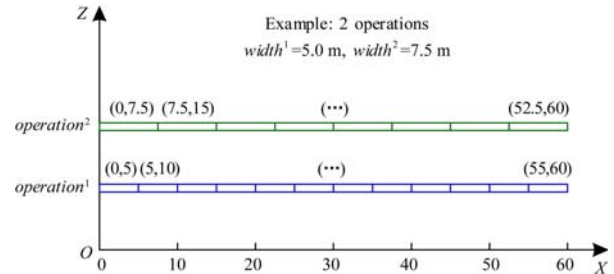 Z
Example: 2 operations
width¹=5.0 m, width²=7.5 m
(0,7.5) (7.5,15) (···) (52.5,60)
operation²
(0,5) (5,10) (···) (55,60)
operation¹
O
0 10 20 30 40 50 60 X